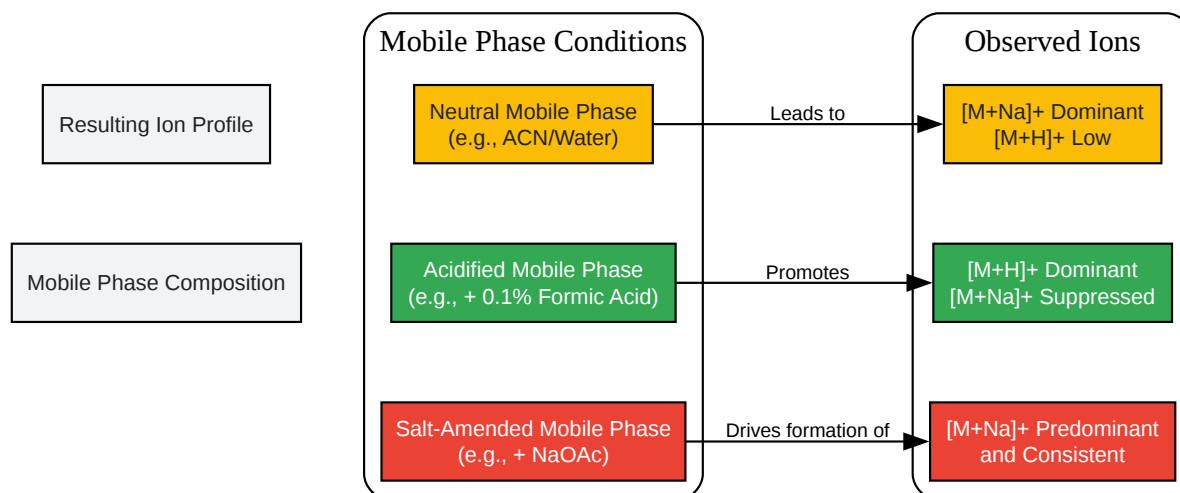 Mobile Phase Conditions
Observed Ions
Resulting Ion Profile
Neutral Mobile Phase
(e.g., ACN/Water)
Leads to
[M+Na]+ Dominant
[M+H]+ Low
Mobile Phase Composition
Acidified Mobile Phase
(e.g., + 0.1% Formic Acid)
Promotes
[M+H]+ Dominant
[M+Na]+ Suppressed
Salt-Amended Mobile Phase
(e.g., + NaOAc)
Drives formation of
[M+Na]+ Predominant
and Consistent